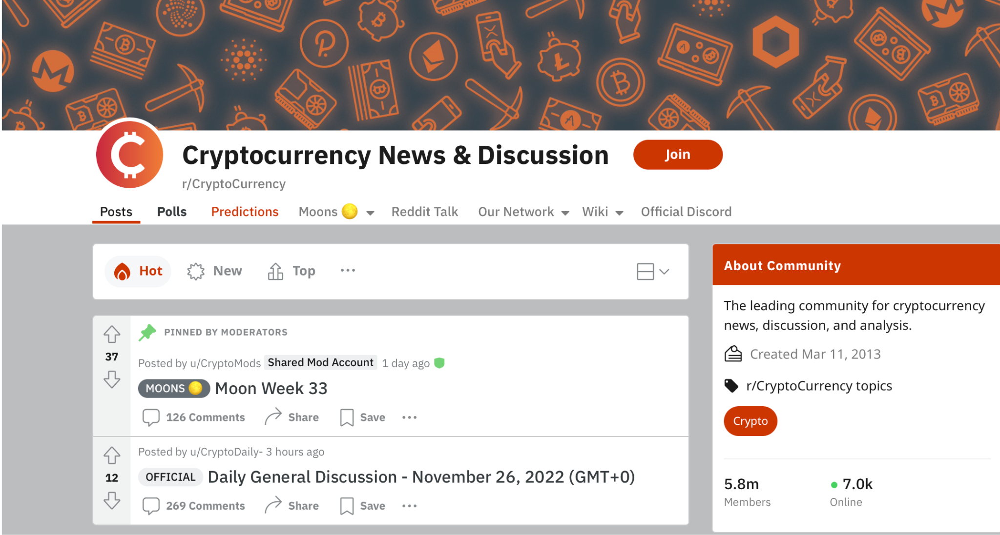 Cryptocurrency News & Discussion
Join
r/CryptoCurrency
Posts Polls Predictions Moons Reddit Talk Our Network Wiki Official Discord
Hot New Top
PINNED BY MODERATORS
37
Posted by u/CryptoMods Shared Mod Account 1 day ago
MOONS Moon Week 33
126 Comments Share Save
Posted by u/CryptoDaily- 3 hours ago
12
OFFICIAL Daily General Discussion - November 26, 2022 (GMT+0)
269 Comments Share Save
About Community
The leading community for cryptocurrency
news, discussion, and analysis.
Created Mar 11, 2013
r/CryptoCurrency topics
Crypto
5.8m 7.0k
Members Online